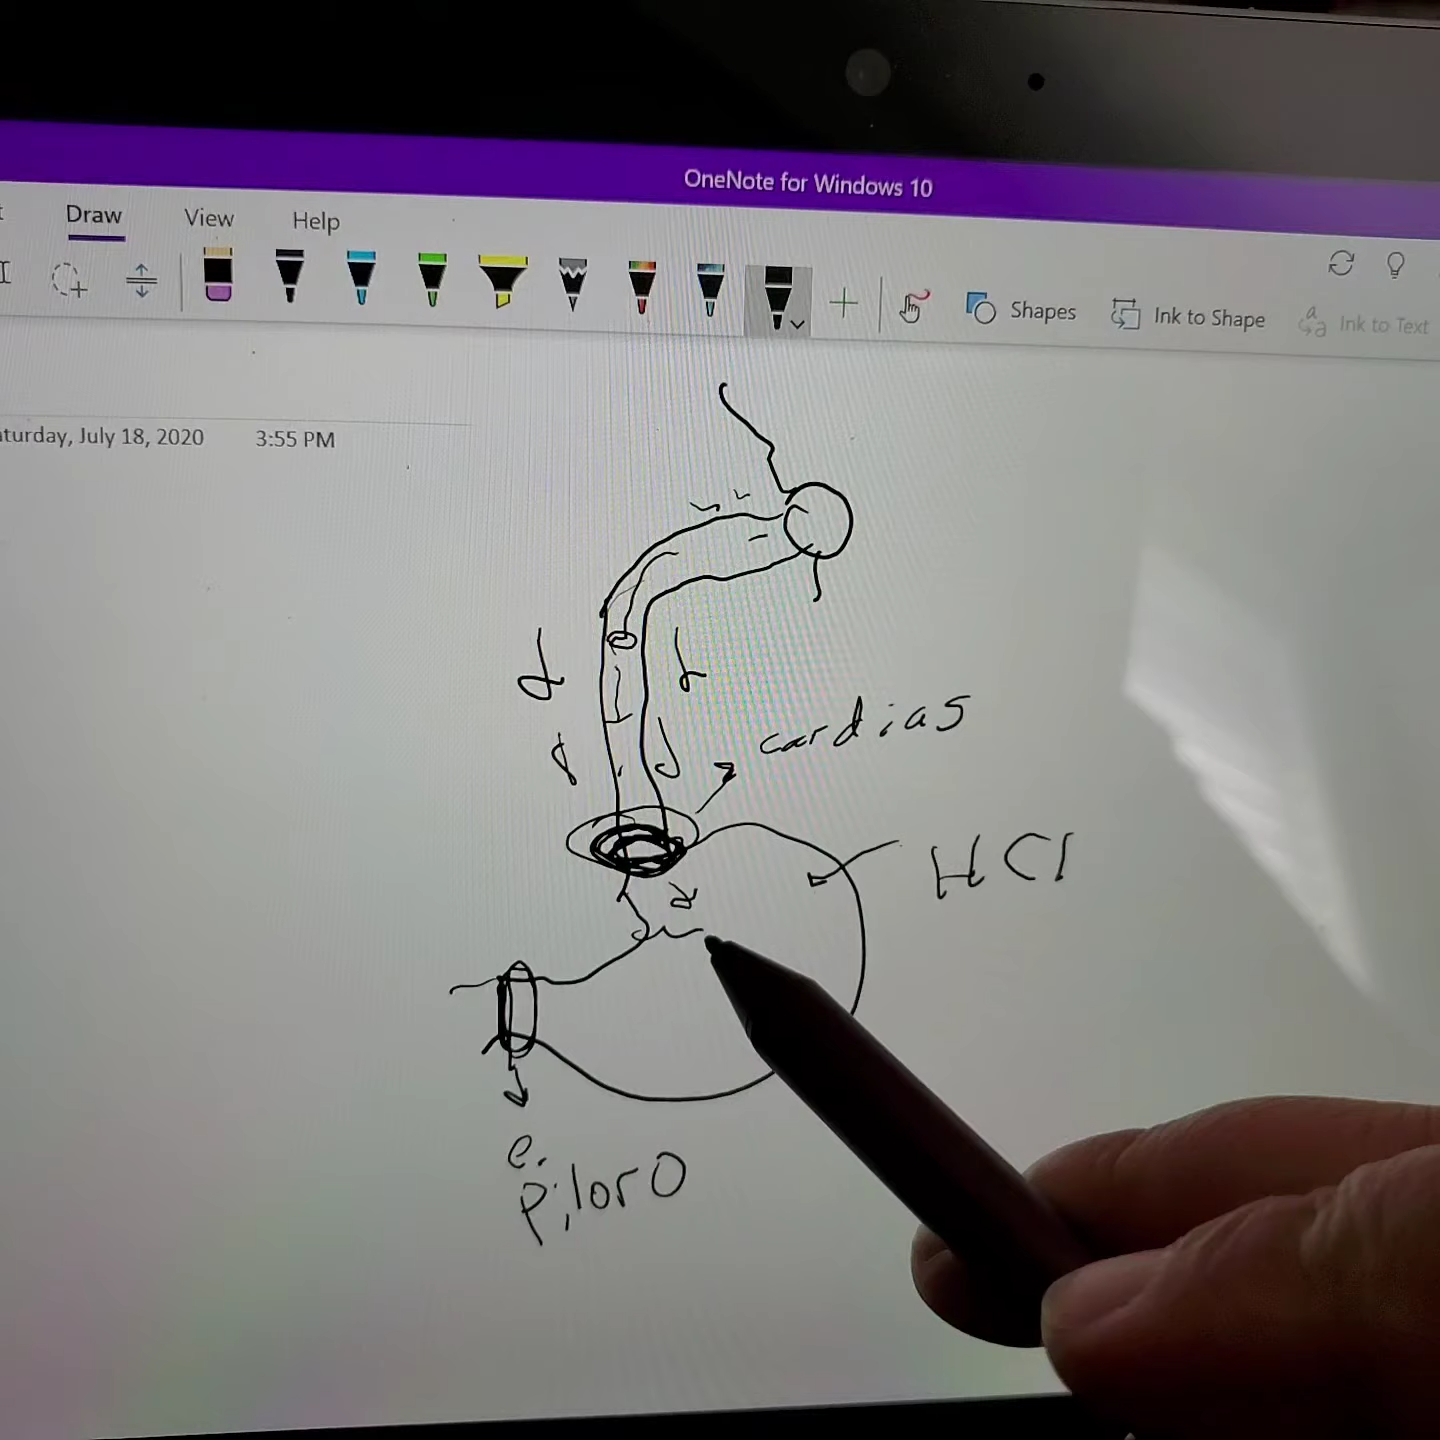 OneNote for Windows 10
Draw View Help
Shapes Ink to Shape Ink to Text
aturday, July 18, 2020 3:55 PM
cardias
HCl
e.
piloro